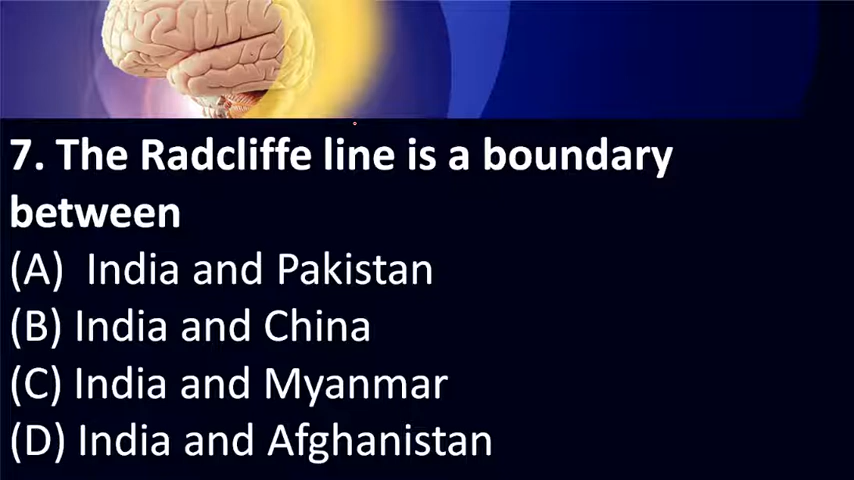 7. The Radcliffe line is a boundary
between
(A) India and Pakistan
(B) India and China
(C) India and Myanmar
(D) India and Afghanistan